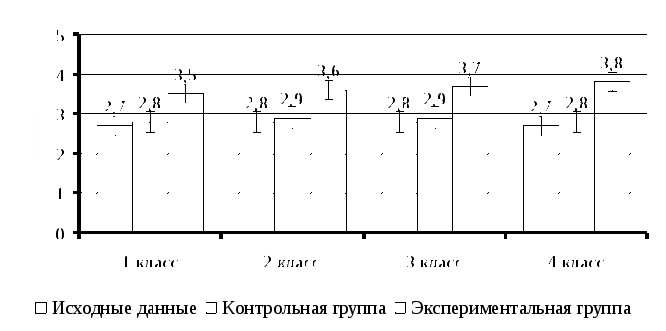 5
4
3
2
1
0
2,7 2,8 3,5 2,8 2,9 3,6 2,8 2,9 3,7 2,7 2,8 3,8
1 класс 2 класс 3 класс 4 класс
Исходные данные Контрольная группа Экспериментальная группа